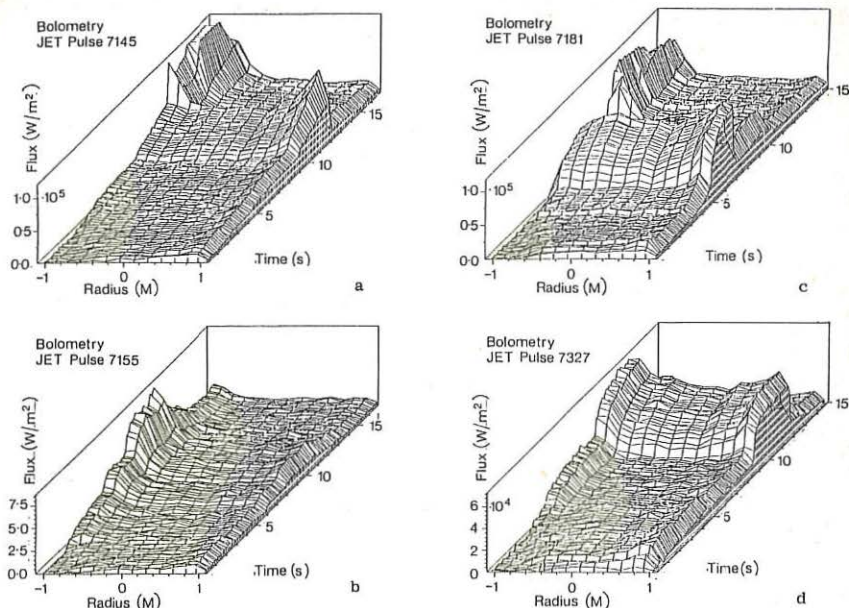 Bolometry
JET Pulse 7145
Flux (W/m²)
1·0
·10⁵
0·5
0·0
-1
0
1
Radius (M)
5
10
15
Time (s)
a
Bolometry
JET Pulse 7181
Flux (W/m²)
1·0
·10⁵
0·5
0·0
-1
0
1
Radius (M)
5
10
15
Time (s)
c
Bolometry
JET Pulse 7155
Flux. (W/m²)
7·5
5·0
2·5
0·0
-1
0
1
Radius (M)
5
10
15
Time (s)
b
Bolometry
JET Pulse 7327
Flux (W/m²)
6
·10⁴
4
2
0
-1
0
1
Radius (M)
5
10
15
Time (s)
d